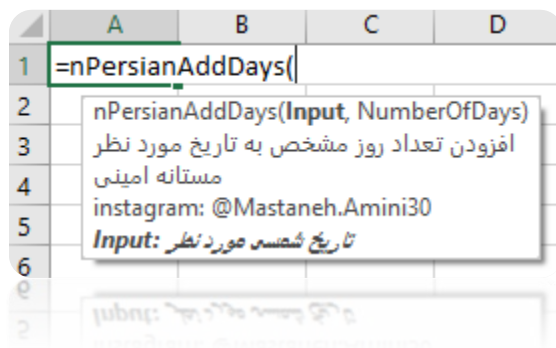 A B C D
1 =nPersianAddDays(
2 nPersianAddDays(Input, NumberOfDays)
3 افزودن تعداد روز مشخص به تاریخ مورد نظر
4 مستانه امینی
5 instagram: @Mastaneh.Amini30
Input: تاریخ شمسی مورد نظر
6